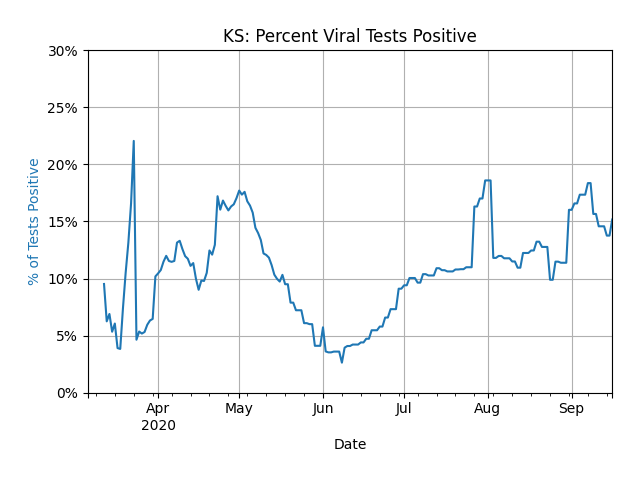 KS: Percent Viral Tests Positive
% of Tests Positive
30%
25%
20%
15%
10%
5%
0%
Apr
2020
May
Jun
Jul
Aug
Sep
Date